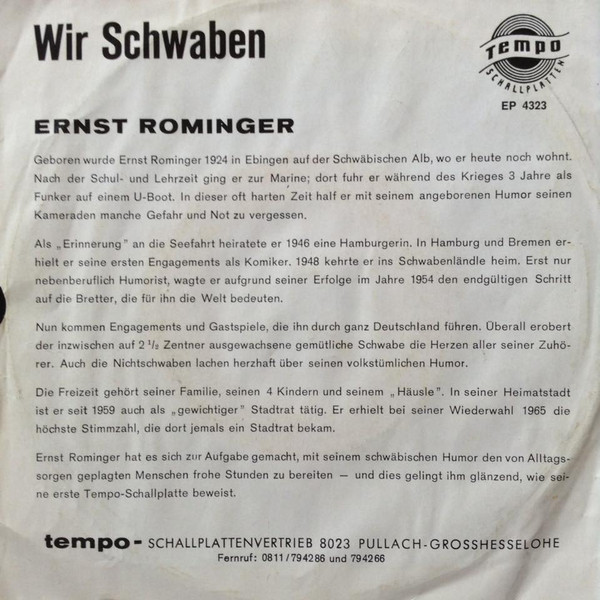 Wir Schwaben
TEMPO
SCHALLPLATTEN
EP 4323
ERNST ROMINGER
Geboren wurde Ernst Rominger 1924 in Ebingen auf der Schwäbischen Alb, wo er heute noch wohnt.
Nach der Schul- und Lehrzeit ging er zur Marine; dort fuhr er während des Krieges 3 Jahre als
Funker auf einem U-Boot. In dieser oft harten Zeit half er mit seinem angeborenen Humor seinen
Kameraden manche Gefahr und Not zu vergessen.
Als „Erinnerung" an die Seefahrt heiratete er 1946 eine Hamburgerin. In Hamburg und Bremen er-
hielt er seine ersten Engagements als Komiker. 1948 kehrte er ins Schwabenländle heim. Erst nur
nebenberuflich Humorist, wagte er aufgrund seiner Erfolge im Jahre 1954 den endgültigen Schritt
auf die Bretter, die für ihn die Welt bedeuten.
Nun kommen Engagements und Gastspiele, die ihn durch ganz Deutschland führen. Überall erobert
der inzwischen auf 2 1/2 Zentner ausgewachsene gemütliche Schwabe die Herzen aller seiner Zuhö-
rer. Auch die Nichtschwaben lachen herzhaft über seinen volkstümlichen Humor.
Die Freizeit gehört seiner Familie, seinen 4 Kindern und seinem „Häusle". In seiner Heimatstadt
ist er seit 1959 auch als „gewichtiger" Stadtrat tätig. Er erhielt bei seiner Wiederwahl 1965 die
höchste Stimmzahl, die dort jemals ein Stadtrat bekam.
Ernst Rominger hat es sich zur Aufgabe gemacht, mit seinem schwäbischen Humor den von Alltags-
sorgen geplagten Menschen frohe Stunden zu bereiten — und dies gelingt ihm glänzend, wie sei-
ne erste Tempo-Schallplatte beweist.
tempo- SCHALLPLATTENVERTRIEB 8023 PULLACH-GROSSHESSELOHE
Fernruf: 0811/794286 und 794266